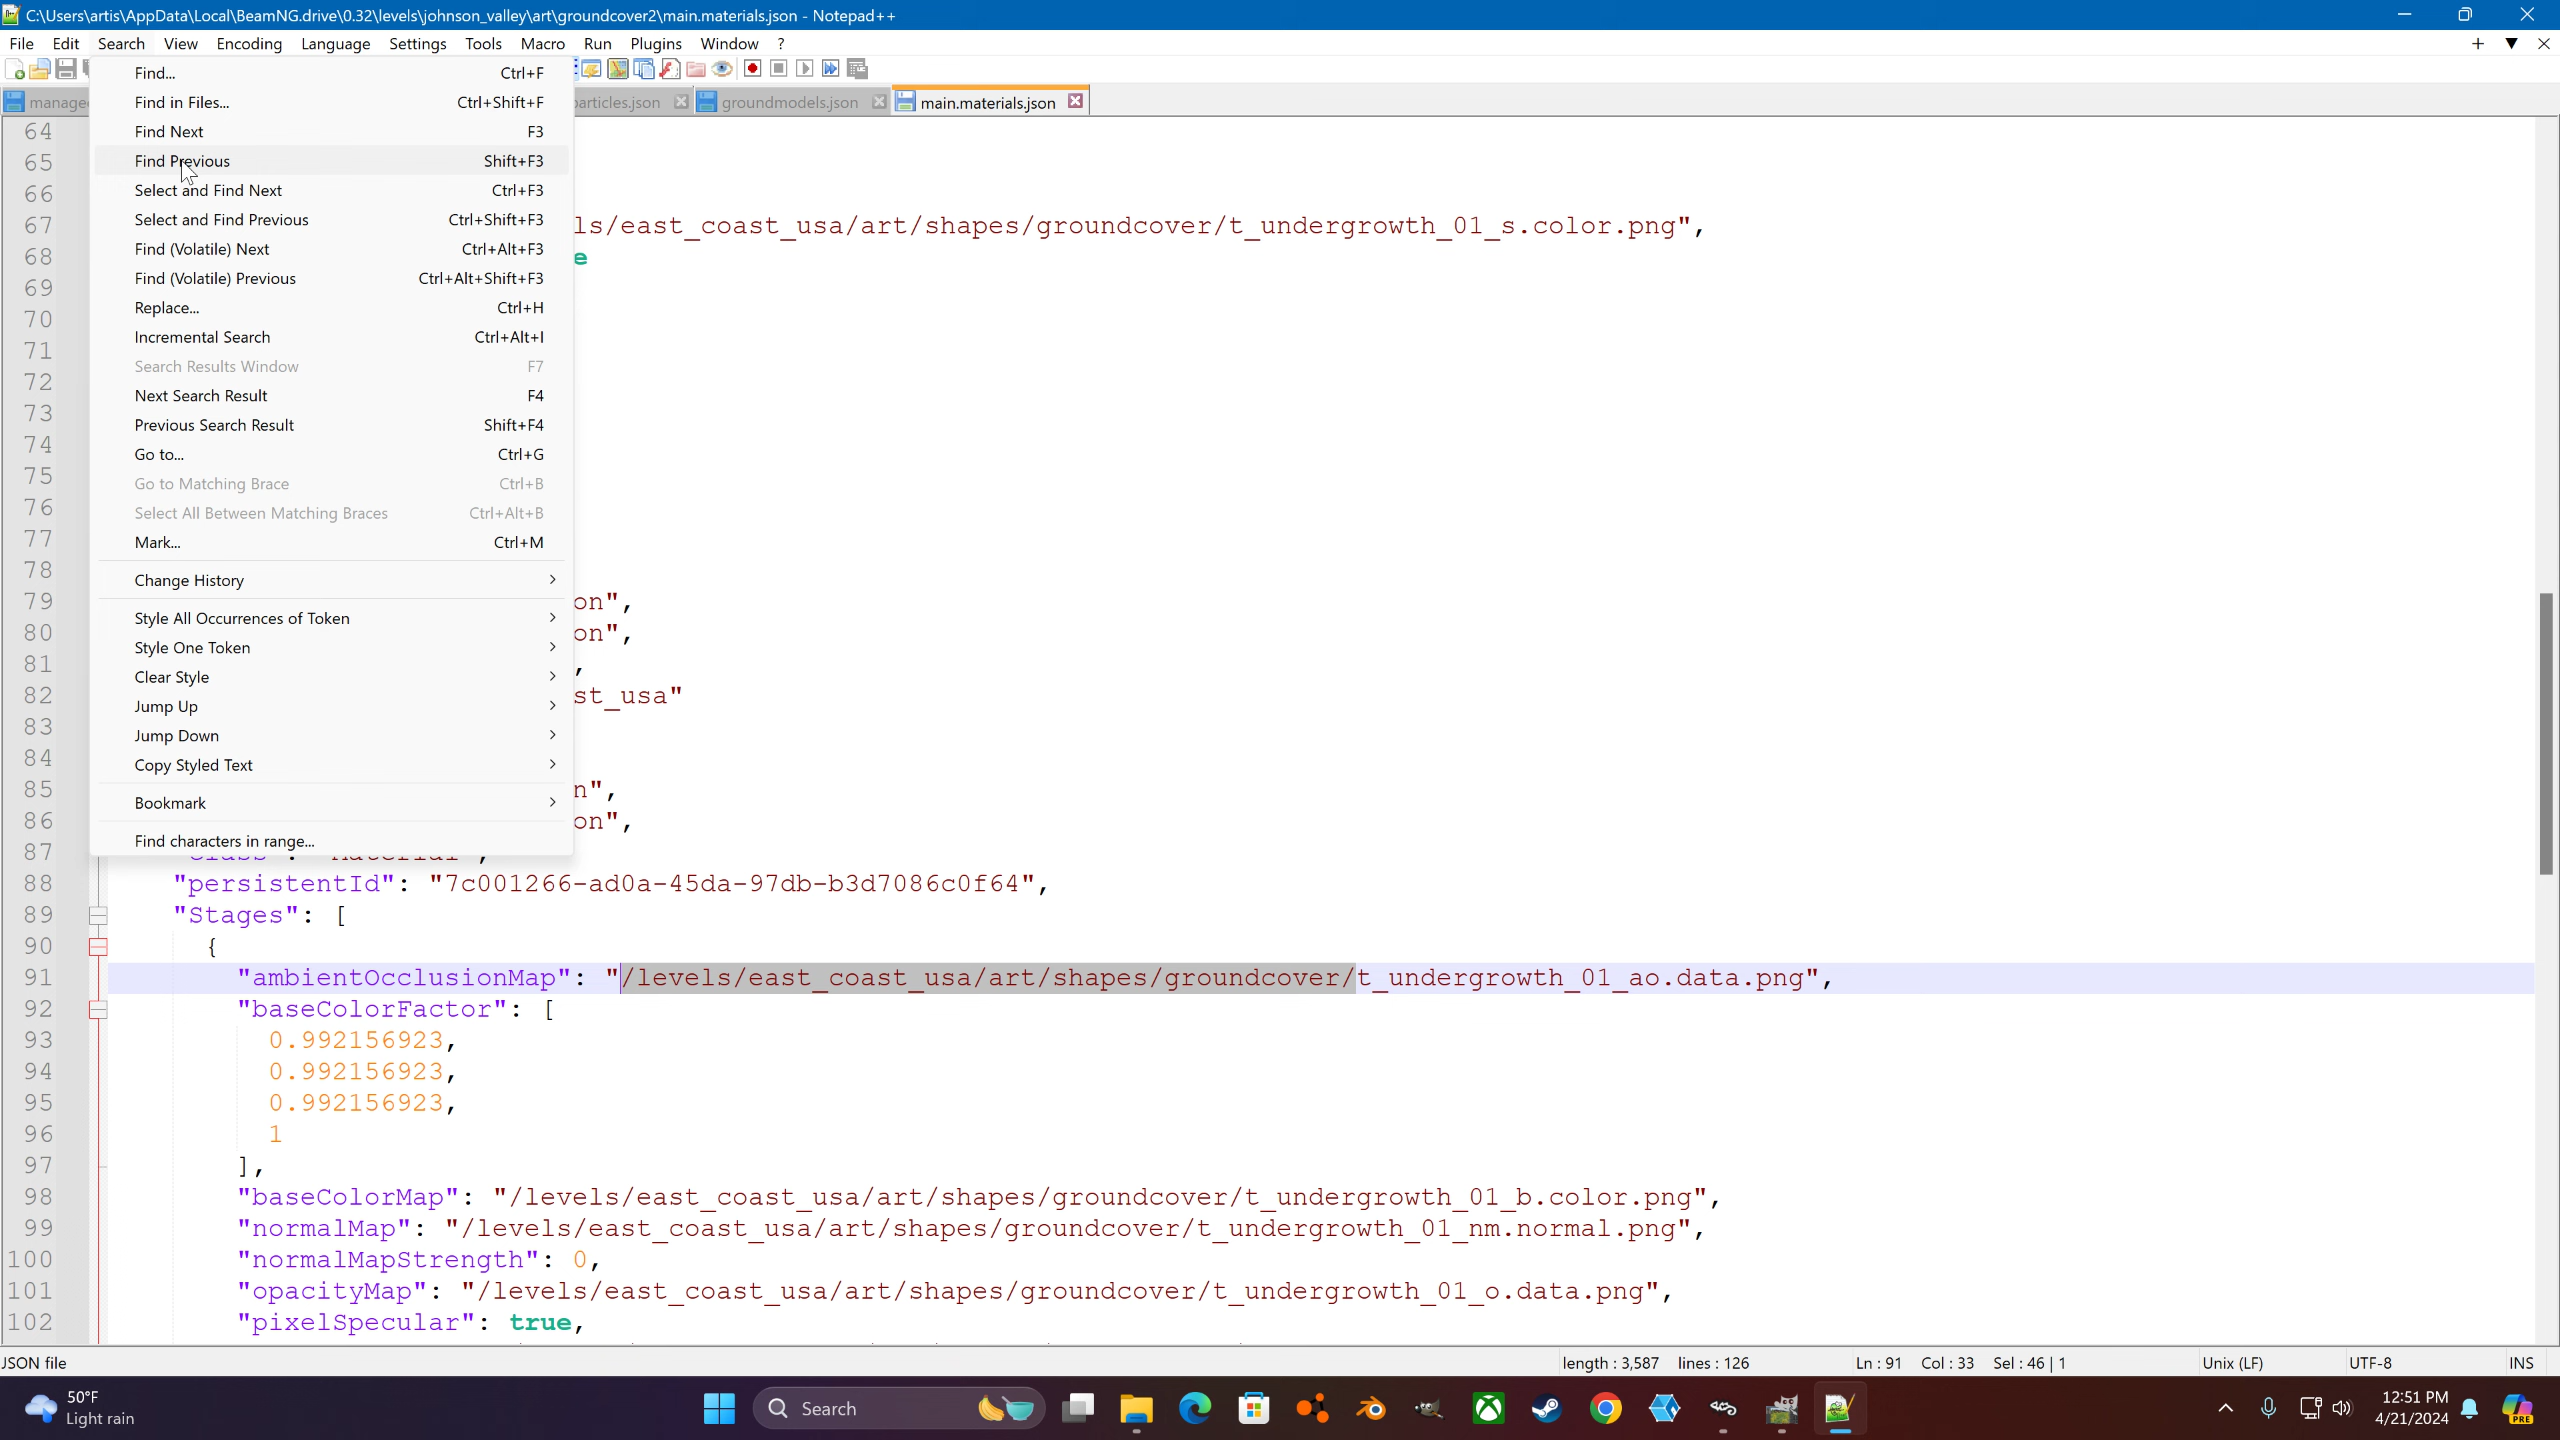 C:\Users\artis\AppData\Local\BeamNG.drive\0.32\levels\johnson_valley\art\groundcover2\main.materials.json - Notepad++
File Edit Search View Encoding Language Settings Tools Macro Run Plugins Window ?
manage particles.json groundmodels.json main.materials.json
Find... Ctrl+F
Find in Files... Ctrl+Shift+F
Find Next F3
Find Previous Shift+F3
Select and Find Next Ctrl+F3
Select and Find Previous Ctrl+Shift+F3
Find (Volatile) Next Ctrl+Alt+F3
Find (Volatile) Previous Ctrl+Alt+Shift+F3
Replace... Ctrl+H
Incremental Search Ctrl+Alt+I
Search Results Window F7
Next Search Result F4
Previous Search Result Shift+F4
Go to... Ctrl+G
Go to Matching Brace Ctrl+B
Select All Between Matching Braces Ctrl+Alt+B
Mark... Ctrl+M
Change History
Style All Occurrences of Token
Style One Token
Clear Style
Jump Up
Jump Down
Copy Styled Text
Bookmark
Find characters in range...
64
65
66
67 ls/east_coast_usa/art/shapes/groundcover/t_undergrowth_01_s.color.png",
68 e
69
70
71
72
73
74
75
76
77
78
79 on",
80 on",
81 ,
82 st_usa"
83
84
85 n",
86 on",
87
88 "persistentId": "7c001266-ad0a-45da-97db-b3d7086c0f64",
89 "Stages": [
90 {
91 "ambientOcclusionMap": "/levels/east_coast_usa/art/shapes/groundcover/t_undergrowth_01_ao.data.png",
92 "baseColorFactor": [
93 0.992156923,
94 0.992156923,
95 0.992156923,
96 1
97 ],
98 "baseColorMap": "/levels/east_coast_usa/art/shapes/groundcover/t_undergrowth_01_b.color.png",
99 "normalMap": "/levels/east_coast_usa/art/shapes/groundcover/t_undergrowth_01_nm.normal.png",
100 "normalMapStrength": 0,
101 "opacityMap": "/levels/east_coast_usa/art/shapes/groundcover/t_undergrowth_01_o.data.png",
102 "pixelSpecular": true,
JSON file length : 3,587 lines : 126 Ln : 91 Col : 33 Sel : 46 | 1 Unix (LF) UTF-8 INS
50°F
Light rain
Search
12:51 PM
4/21/2024
PRE